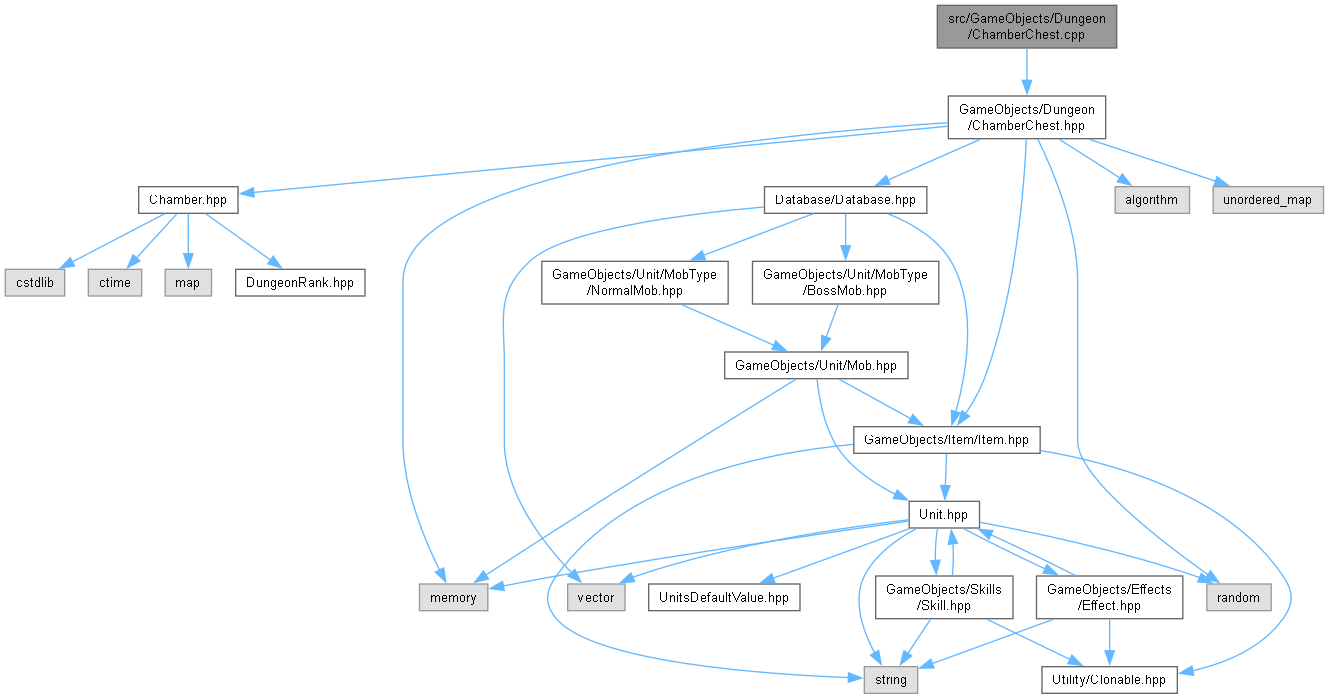 src/GameObjects/Dungeon
/ChamberChest.cpp
GameObjects/Dungeon
/ChamberChest.hpp
Chamber.hpp
Database/Database.hpp
algorithm
unordered_map
cstdlib
ctime
map
DungeonRank.hpp
GameObjects/Unit/MobType
/NormalMob.hpp
GameObjects/Unit/MobType
/BossMob.hpp
GameObjects/Unit/Mob.hpp
GameObjects/Item/Item.hpp
Unit.hpp
memory
vector
UnitsDefaultValue.hpp
GameObjects/Skills
/Skill.hpp
GameObjects/Effects
/Effect.hpp
random
string
Utility/Clonable.hpp